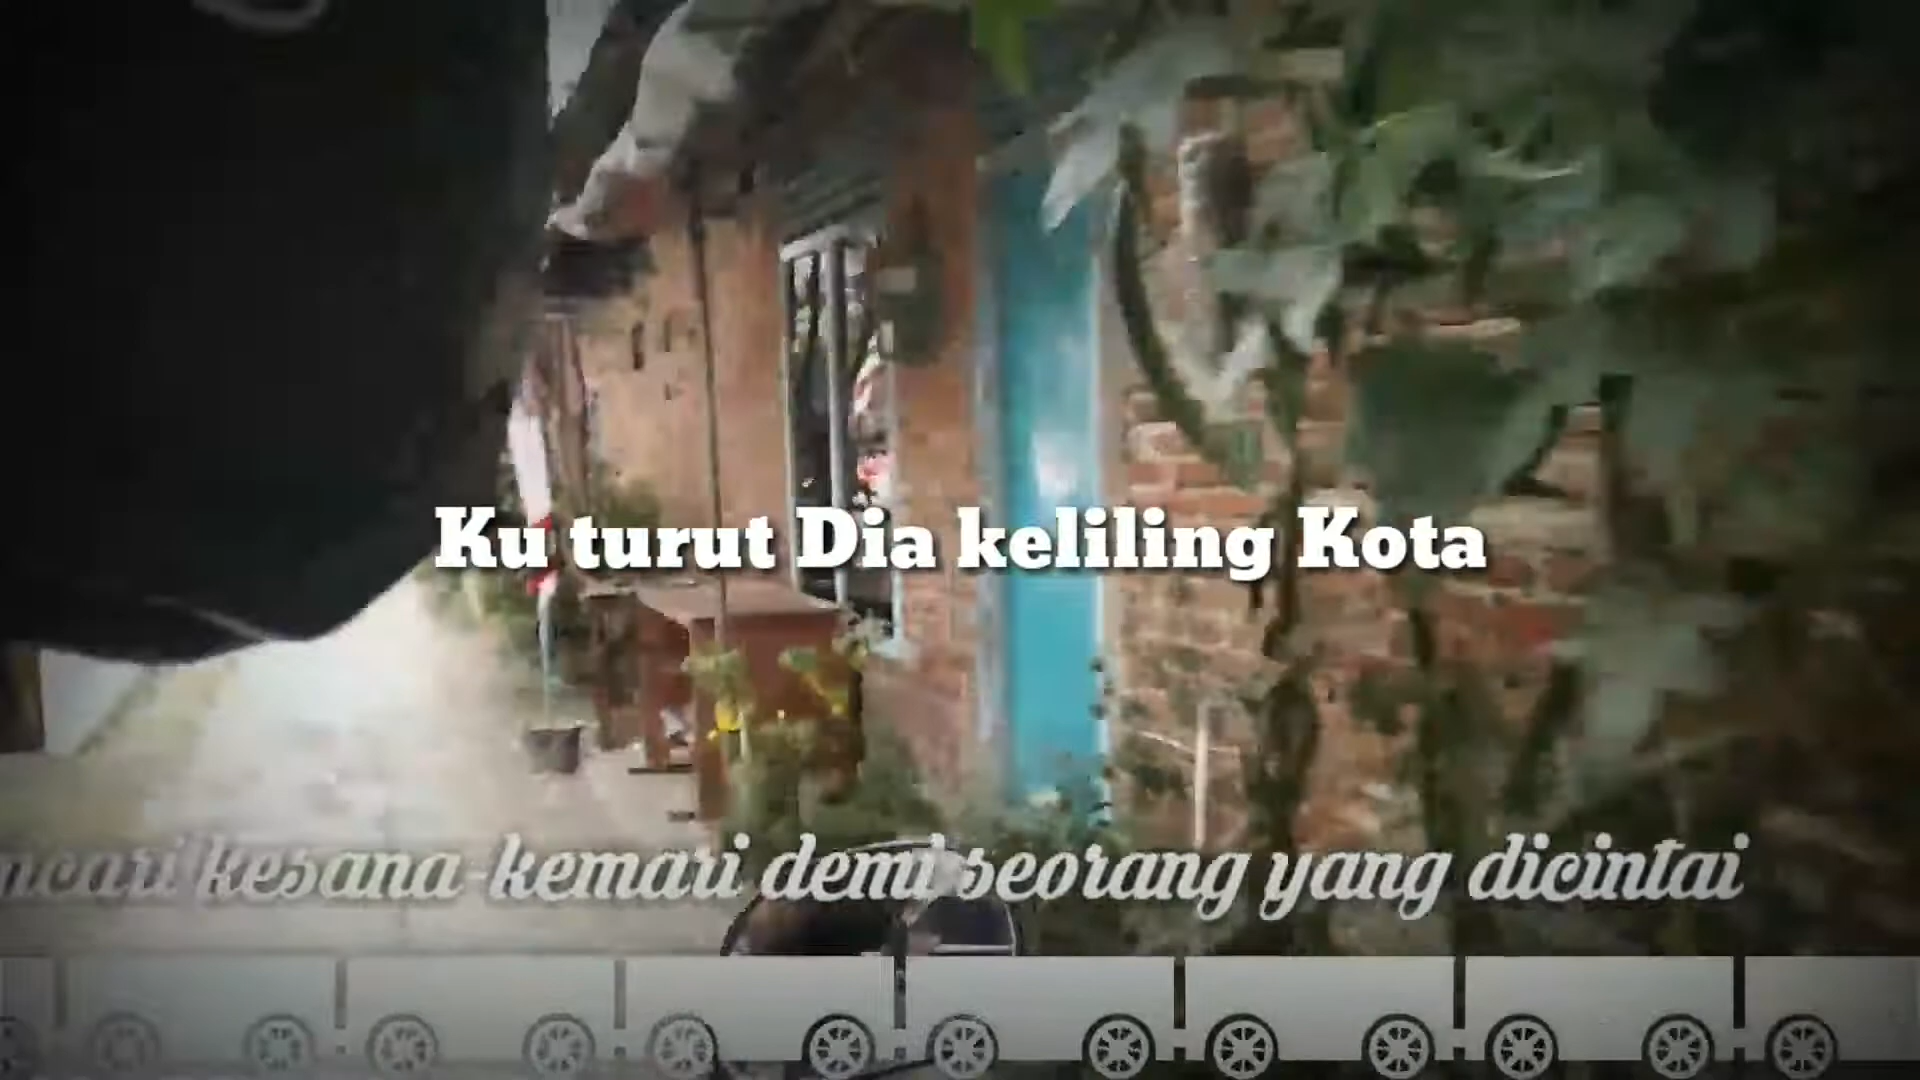 Ku turut Dia keliling Kota
kesana-kemari demi seorang yang dicintai